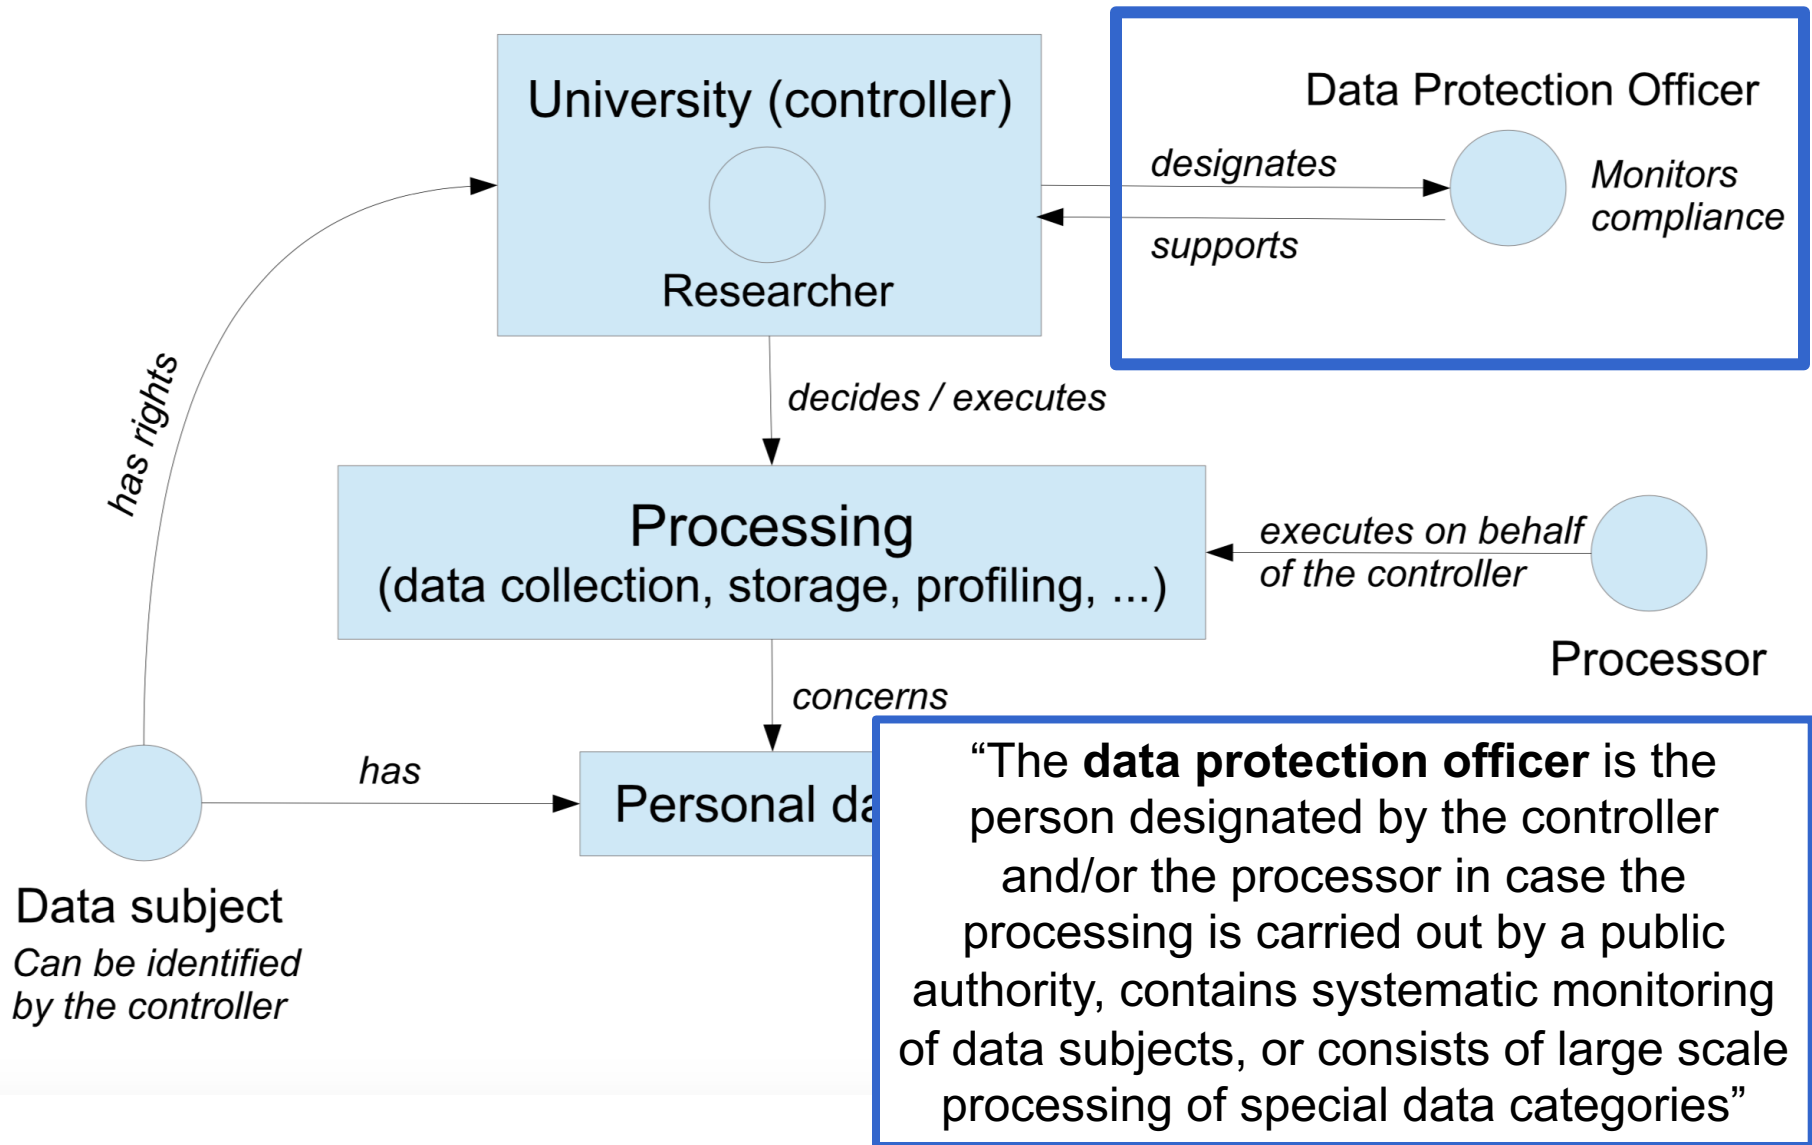 University (controller)
Researcher
Data Protection Officer
designates
supports
Monitors
compliance
has rights
decides / executes
Processing
(data collection, storage, profiling, ...)
executes on behalf
of the controller
Processor
concerns
has
Personal da
Data subject
Can be identified
by the controller
“The data protection officer is the
person designated by the controller
and/or the processor in case the
processing is carried out by a public
authority, contains systematic monitoring
of data subjects, or consists of large scale
processing of special data categories”